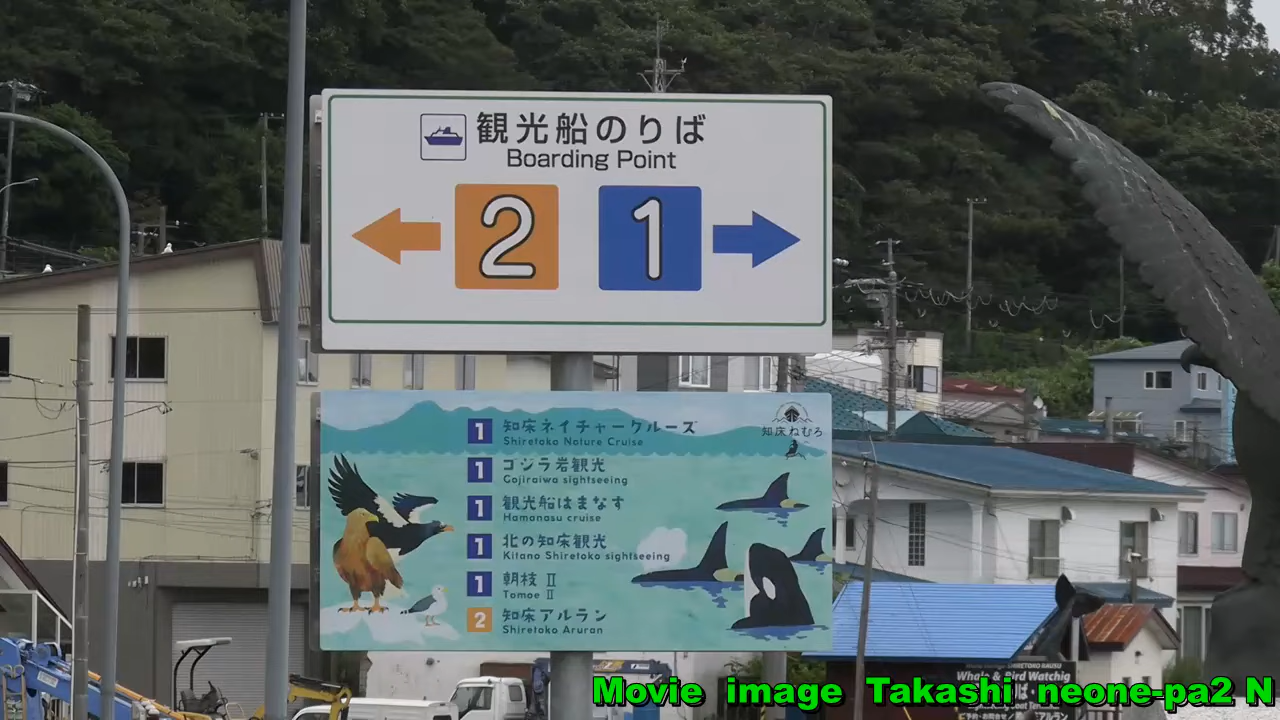 観光船のりば
Boarding Point
2 1
知床ねむろ
1 知床ネイチャークルーズ
Shiretoko Nature Cruise
1 ゴジラ岩観光
Gojiraiwa sightseeing
1 観光船はまなす
Hamanasu cruise
1 北の知床観光
Kitano Shiretoko sightseeing
1 朝枝 Ⅱ
Tomoe Ⅱ
2 知床アルラン
Shiretoko Aruran
Whale & Bird Watchig
Movie image Takashi neone-pa2 N